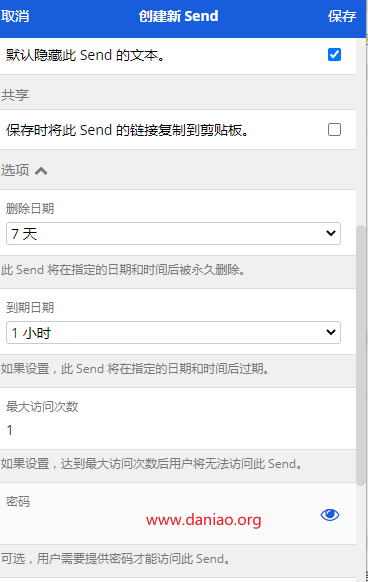 取消 创建新 Send 保存
默认隐藏此 Send 的文本。
共享
保存时将此 Send 的链接复制到剪贴板。
选项
删除日期
7 天
此 Send 将在指定的日期和时间后被永久删除。
到期日期
1 小时
如果设置，此 Send 将在指定的日期和时间后过期。
最大访问次数
1
如果设置，达到最大访问次数后用户将无法访问此 Send。
密码
www.daniao.org
可选，用户需要提供密码才能访问此 Send。